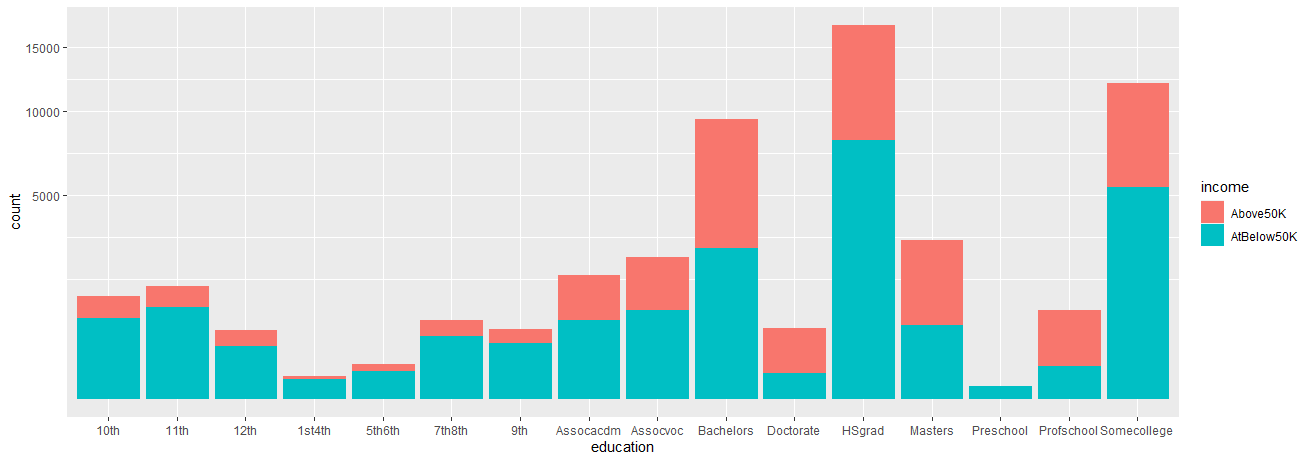 15000
10000
5000
count
10th 11th 12th 1st4th 5th6th 7th8th 9th Assocacdm Assocvoc Bachelors Doctorate HSgrad Masters Preschool Profschool Somecollege
education
income
Above50K
AtBelow50K